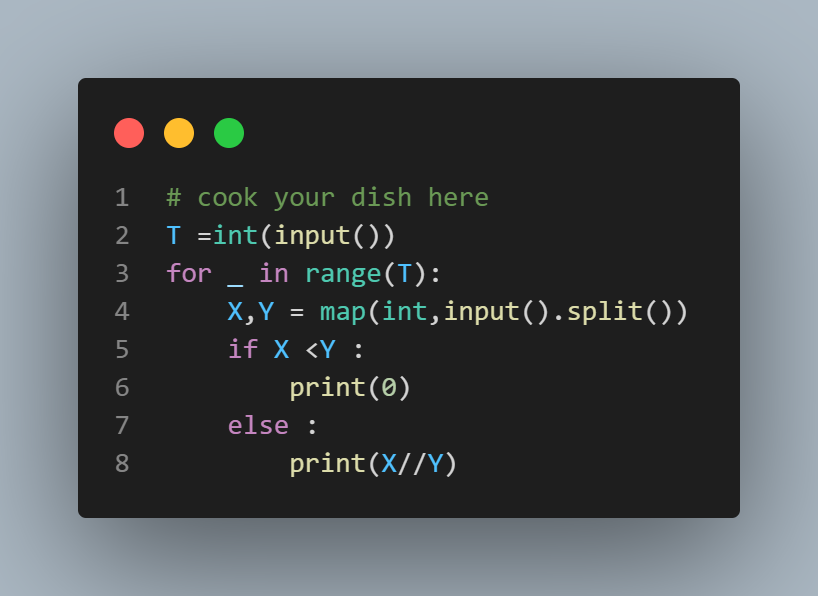 1 # cook your dish here
2 T =int(input())
3 for _ in range(T):
4     X,Y = map(int,input().split())
5     if X <Y :
6         print(0)
7     else :
8         print(X//Y)